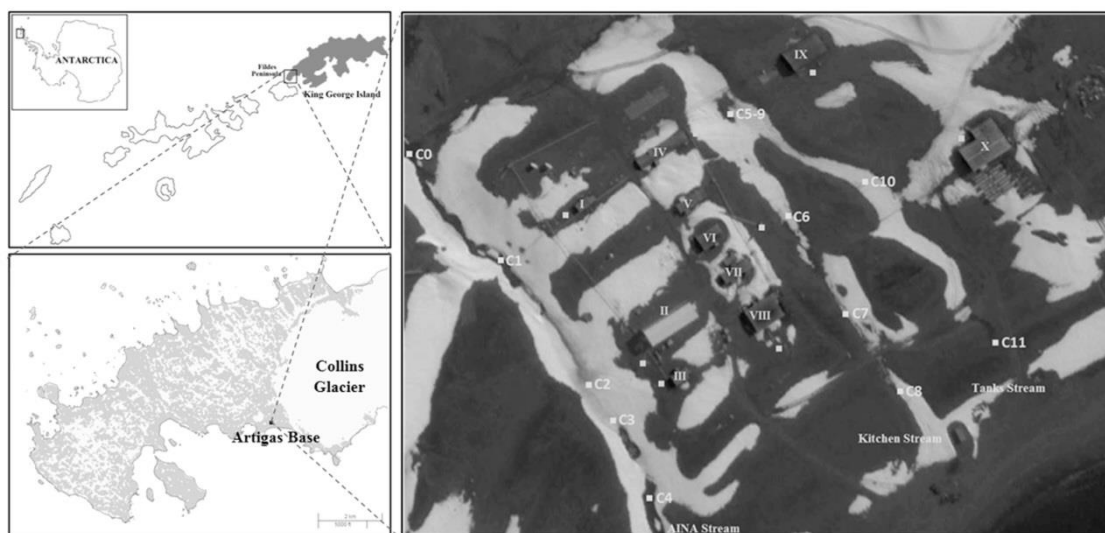 ANTARCTICA
Fildes
Peninsula
King George Island
Collins
Glacier
Artigas Base
2 km
C0
IX
C5-9
IV
X
C10
I
V
C6
VI
C1
VII
II
VIII
C7
C11
III
C2
C8
Tanks Stream
C3
Kitchen Stream
C4
AINA Stream